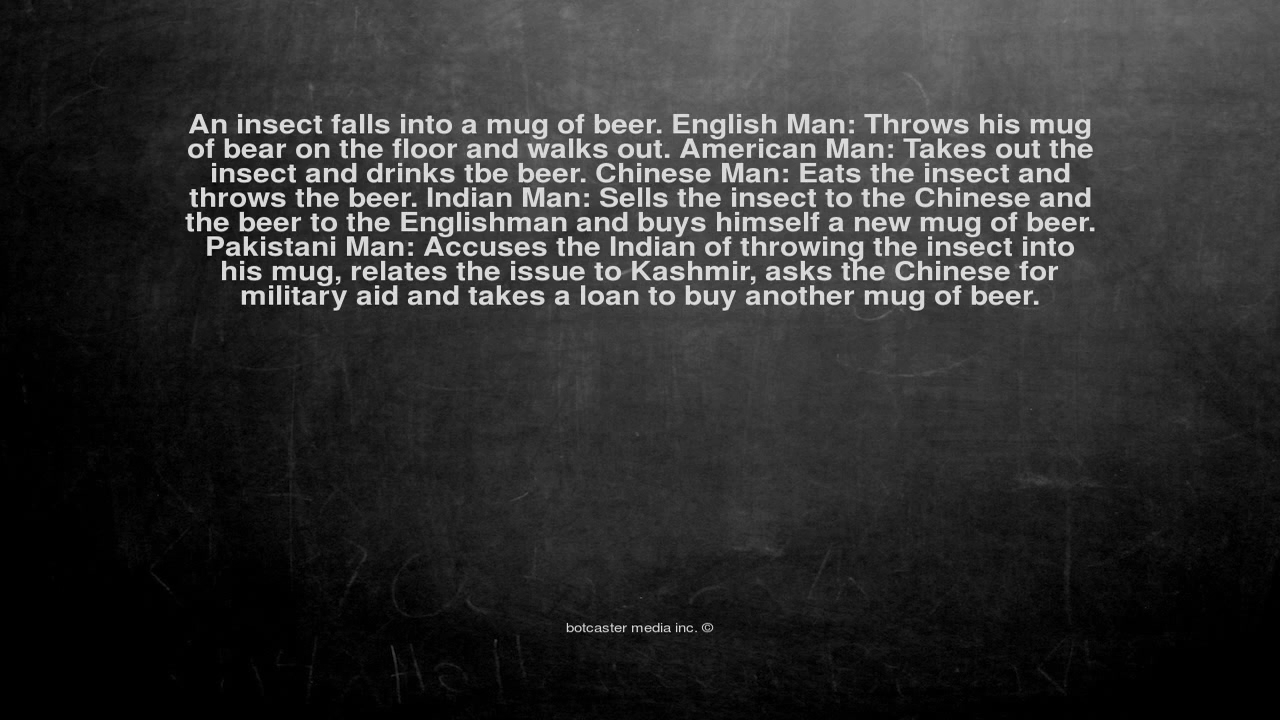 An insect falls into a mug of beer. English Man: Throws his mug
of bear on the floor and walks out. American Man: Takes out the
insect and drinks tbe beer. Chinese Man: Eats the insect and
throws the beer. Indian Man: Sells the insect to the Chinese and
the beer to the Englishman and buys himself a new mug of beer.
Pakistani Man: Accuses the Indian of throwing the insect into
his mug, relates the issue to Kashmir, asks the Chinese for
military aid and takes a loan to buy another mug of beer.
botcaster media inc. ©